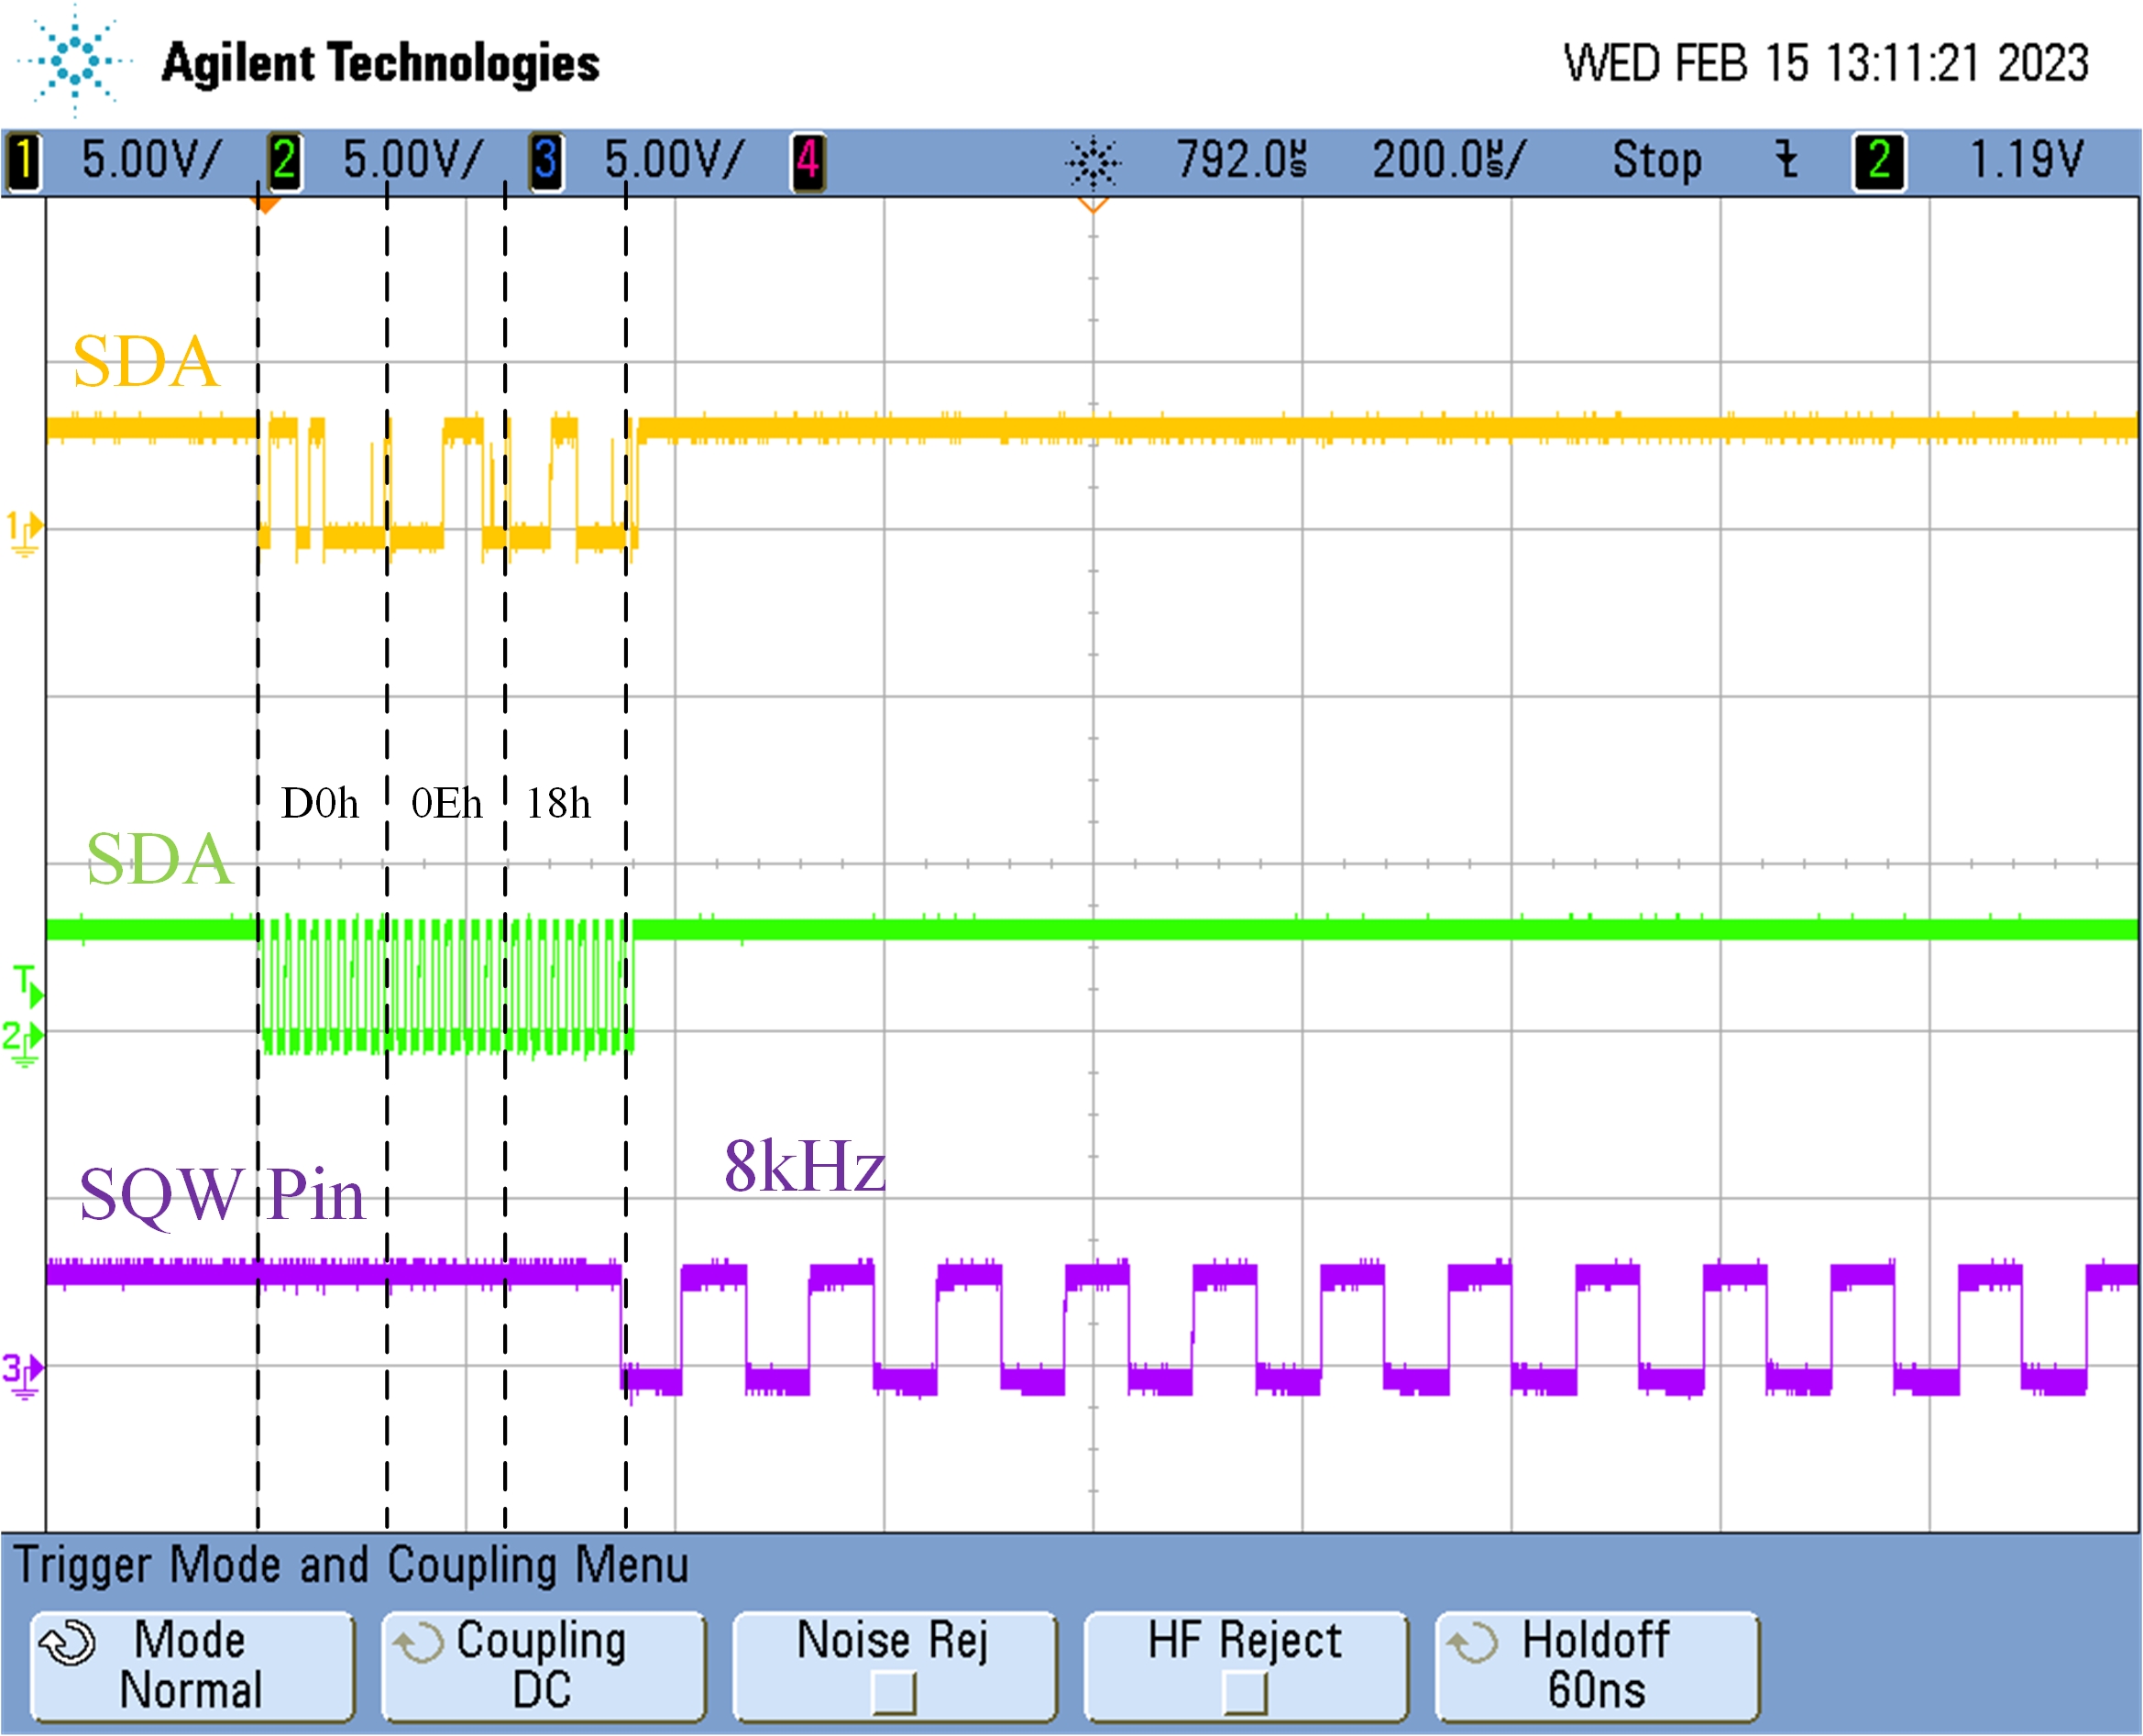 Agilent Technologies
WED FEB 15 13:11:21 2023
1 5.00V/ 2 5.00V/ 3 5.00V/ 4 792.0µs 200.0µs/ Stop 2 1.19V
SDA
1
D0h 0Eh 18h
SDA
T
2
8kHz
SQW Pin
3
Trigger Mode and Coupling Menu
Mode
Normal
Coupling
DC
Noise Rej
HF Reject
Holdoff
60ns